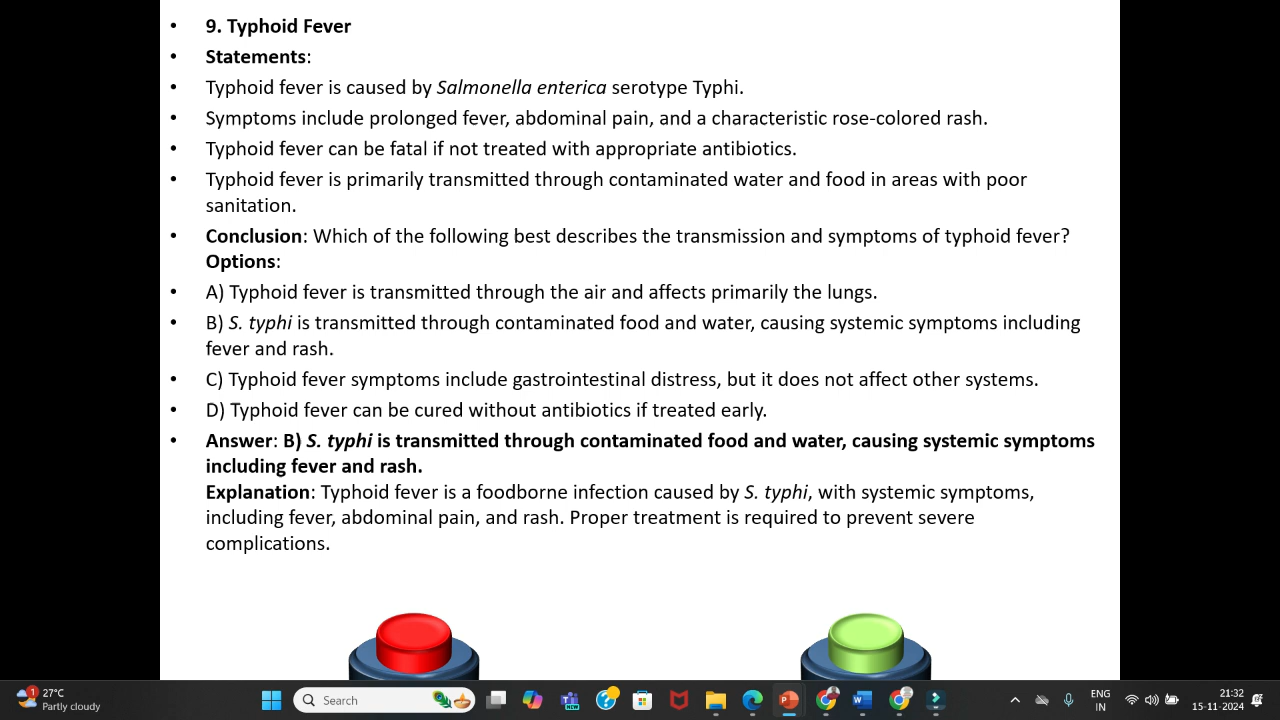 • 9. Typhoid Fever
• Statements:
• Typhoid fever is caused by Salmonella enterica serotype Typhi.
• Symptoms include prolonged fever, abdominal pain, and a characteristic rose-colored rash.
• Typhoid fever can be fatal if not treated with appropriate antibiotics.
• Typhoid fever is primarily transmitted through contaminated water and food in areas with poor
sanitation.
• Conclusion: Which of the following best describes the transmission and symptoms of typhoid fever?
Options:
• A) Typhoid fever is transmitted through the air and affects primarily the lungs.
• B) S. typhi is transmitted through contaminated food and water, causing systemic symptoms including
fever and rash.
• C) Typhoid fever symptoms include gastrointestinal distress, but it does not affect other systems.
• D) Typhoid fever can be cured without antibiotics if treated early.
• Answer: B) S. typhi is transmitted through contaminated food and water, causing systemic symptoms
including fever and rash.
Explanation: Typhoid fever is a foodborne infection caused by S. typhi, with systemic symptoms,
including fever, abdominal pain, and rash. Proper treatment is required to prevent severe
complications.
1
27°C
Partly cloudy
Search
ENG
IN
21:32
15-11-2024